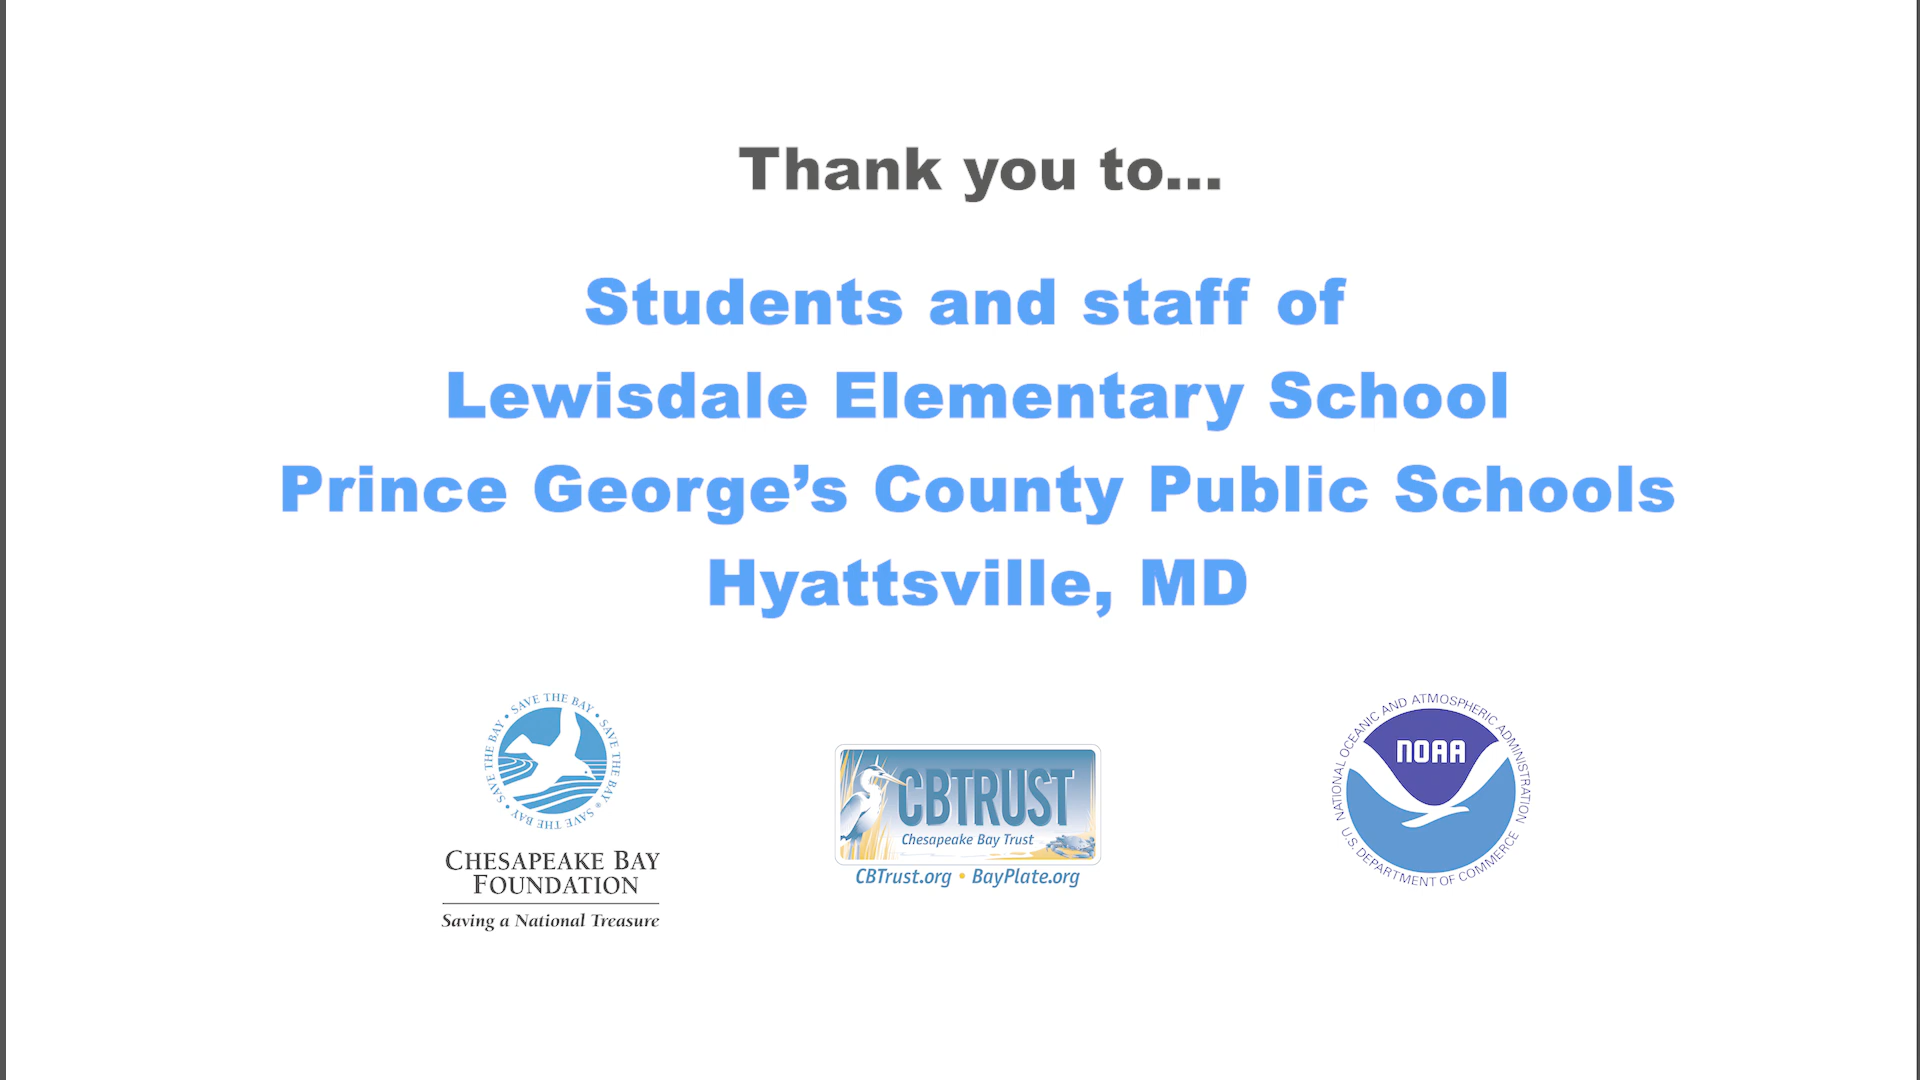 Thank you to...
Students and staff of
Lewisdale Elementary School
Prince George’s County Public Schools
Hyattsville, MD
SAVE THE BAY • SAVE THE BAY • SAVE THE BAY • SAVE THE BAY •
CHESAPEAKE BAY
FOUNDATION
Saving a National Treasure
CBTRUST
Chesapeake Bay Trust
CBTrust.org • BayPlate.org
NATIONAL OCEANIC AND ATMOSPHERIC ADMINISTRATION
NOAA
U.S. DEPARTMENT OF COMMERCE